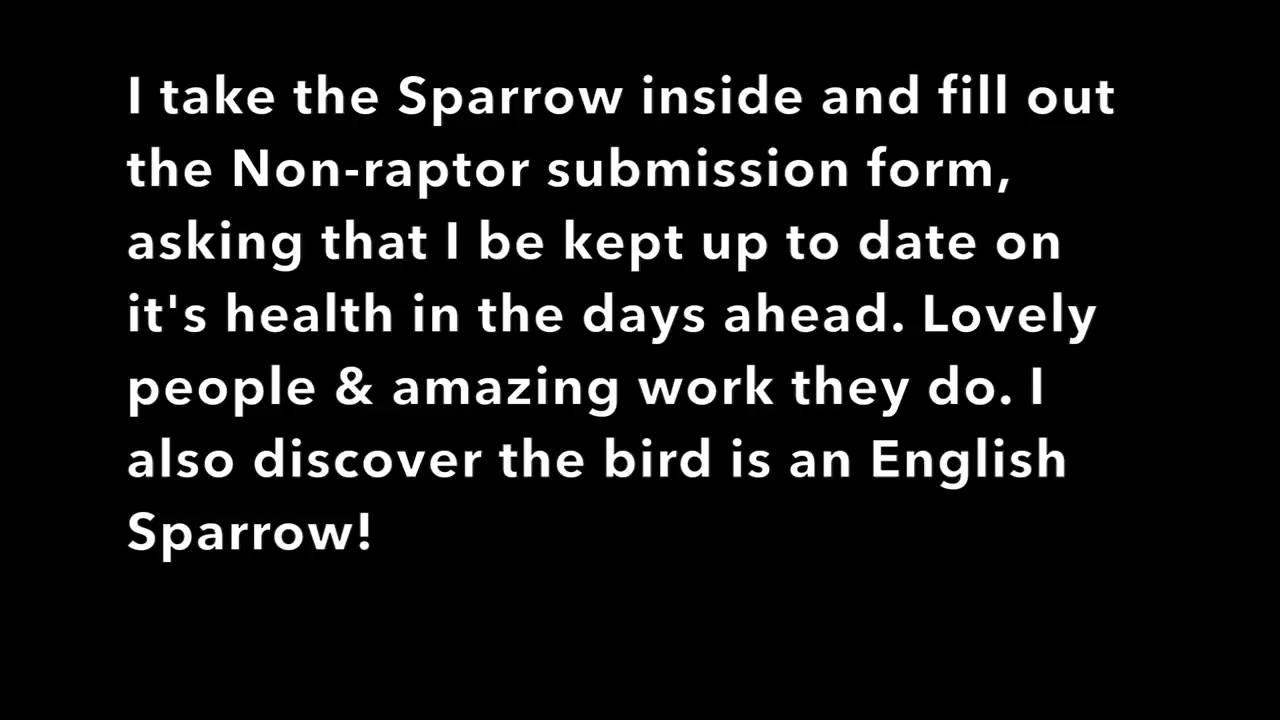 I take the Sparrow inside and fill out
the Non-raptor submission form,
asking that I be kept up to date on
it's health in the days ahead. Lovely
people & amazing work they do. I
also discover the bird is an English
Sparrow!